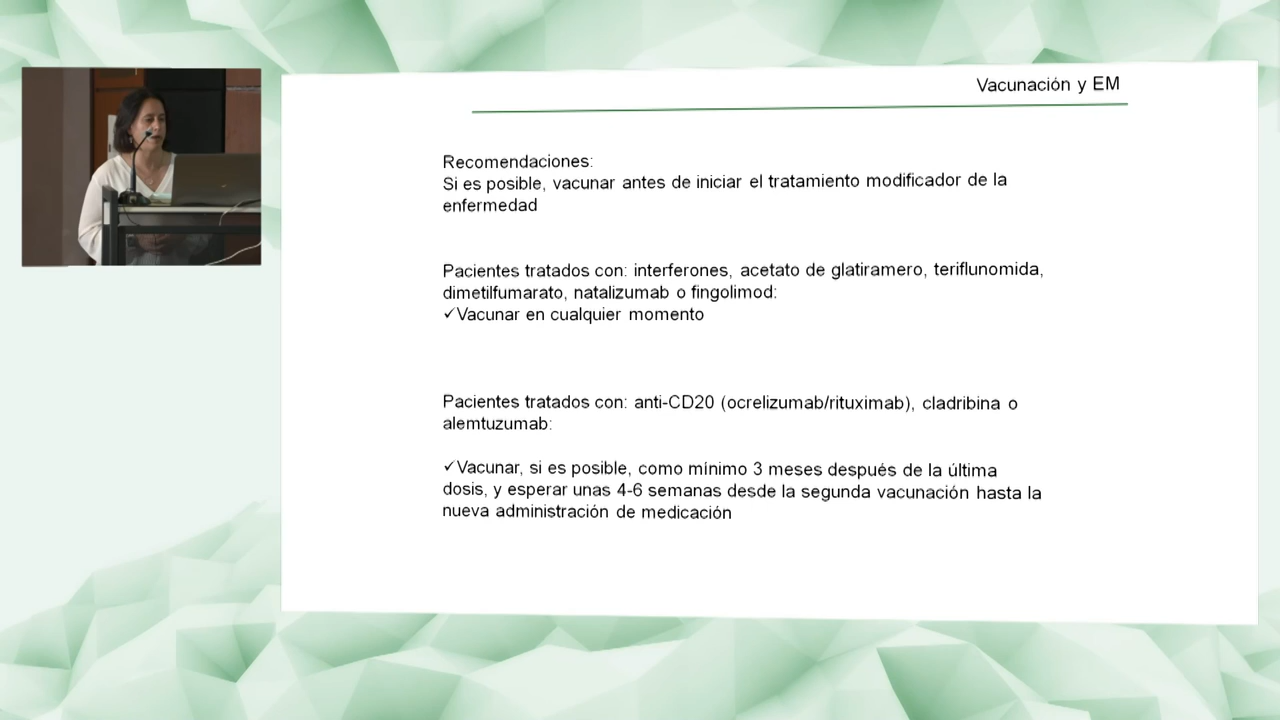 Vacunación y EM
Recomendaciones:
Si es posible, vacunar antes de iniciar el tratamiento modificador de la
enfermedad
Pacientes tratados con: interferones, acetato de glatiramero, teriflunomida,
dimetilfumarato, natalizumab o fingolimod:
✓Vacunar en cualquier momento
Pacientes tratados con: anti-CD20 (ocrelizumab/rituximab), cladribina o
alemtuzumab:
✓Vacunar, si es posible, como mínimo 3 meses después de la última
dosis, y esperar unas 4-6 semanas desde la segunda vacunación hasta la
nueva administración de medicación